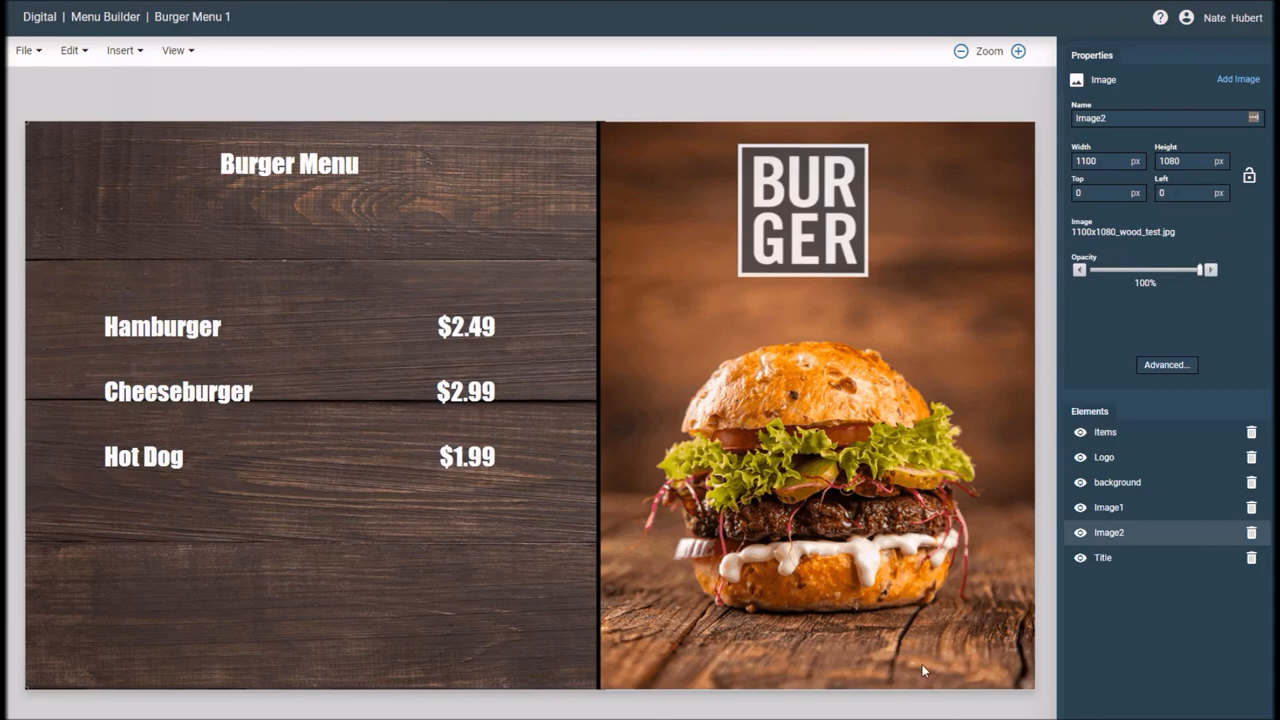 Digital | Menu Builder | Burger Menu 1
Nate Hubert
File Edit Insert View
Zoom
Burger Menu
Hamburger $2.49
Cheeseburger $2.99
Hot Dog $1.99
BUR
GER
Properties
Image Add Image
Name
Image2
Width Height
1100 px 1080 px
Top Left
0 px 0 px
Image
1100x1080_wood_test.jpg
Opacity
100%
Advanced...
Elements
Items
Logo
background
Image1
Image2
Title